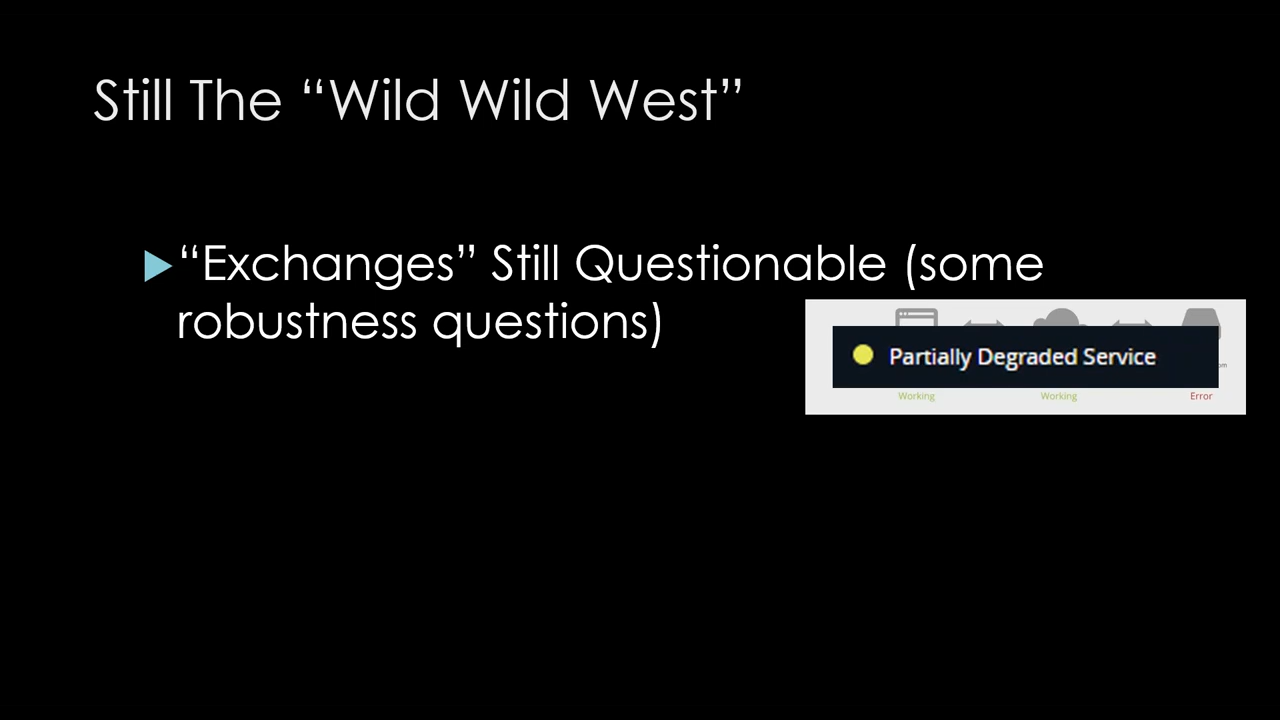 Still The “Wild Wild West”
“Exchanges” Still Questionable (some
robustness questions)
Partially Degraded Service
Working Working Error